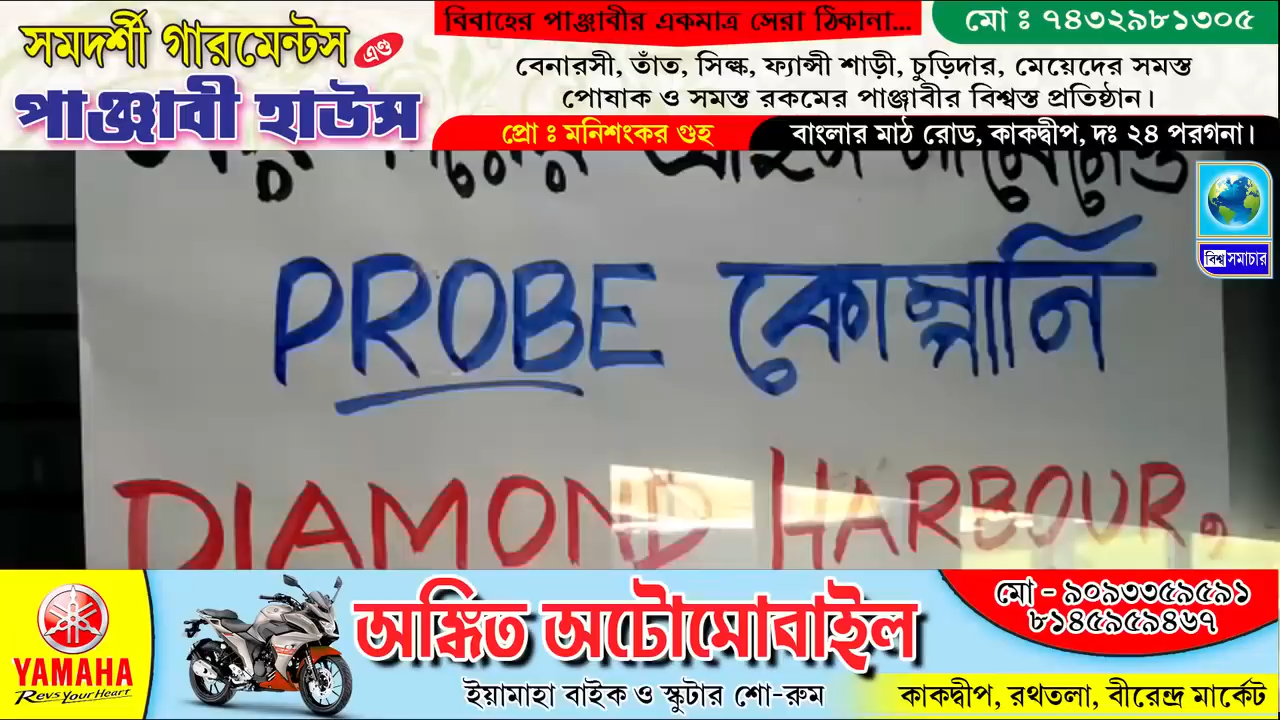 সমদর্শী গারমেন্টস এণ্ড
পাঞ্জাবী হাউস
বিবাহের পাঞ্জাবীর একমাত্র সেরা ঠিকানা...
মো ঃ ৭৪৩২৯৮১৩০৫
বেনারসী, তাঁত, সিল্ক, ফ্যান্সী শাড়ী, চুড়িদার, মেয়েদের সমস্ত
পোষাক ও সমস্ত রকমের পাঞ্জাবীর বিশ্বস্ত প্রতিষ্ঠান।
প্রো ঃ মনিশংকর গুহ
বাংলার মাঠ রোড, কাকদ্বীপ, দঃ ২৪ পরগনা।
বিশ্ব সমাচার
PROBE কোম্পানি
DIAMOND HARBOUR,
YAMAHA
Revs Your Heart
অঙ্কিত অটোমোবাইল
ইয়ামাহা বাইক ও স্কুটার শো-রুম
মো - ৯০৯৩৩৫৯৫৯১
৮১৪৫৯৫৯৪৬৭
কাকদ্বীপ, রথতলা, বীরেন্দ্র মার্কেট